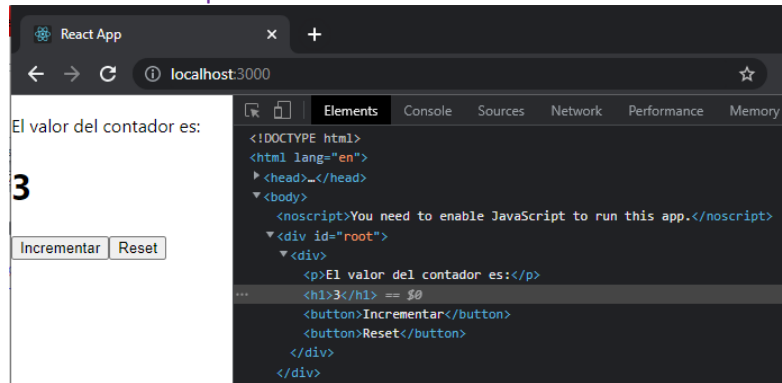 React App
localhost:3000
El valor del contador es:
3
Incrementar Reset
Elements Console Sources Network Performance Memory
<!DOCTYPE html>
<html lang="en">
<head>…</head>
<body>
<noscript>You need to enable JavaScript to run this app.</noscript>
<div id="root">
<div>
<p>El valor del contador es:</p>
<h1>3</h1> == $0
<button>Incrementar</button>
<button>Reset</button>
</div>
</div>